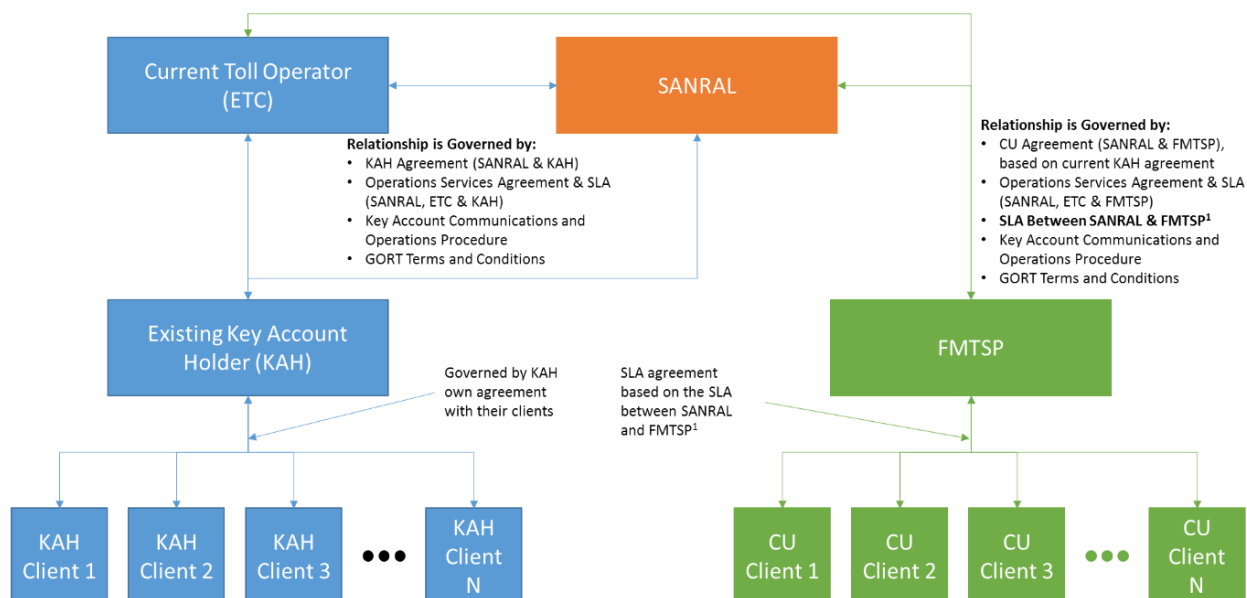 Current Toll Operator
(ETC)
SANRAL
Relationship is Governed by:
• KAH Agreement (SANRAL & KAH)
• Operations Services Agreement & SLA
(SANRAL, ETC & KAH)
• Key Account Communications and
Operations Procedure
• GORT Terms and Conditions
Relationship is Governed by:
• CU Agreement (SANRAL & FMTSP),
based on current KAH agreement
• Operations Services Agreement & SLA
(SANRAL, ETC & FMTSP)
• SLA Between SANRAL & FMTSP¹
• Key Account Communications and
Operations Procedure
• GORT Terms and Conditions
Existing Key Account
Holder (KAH)
FMTSP
Governed by KAH
own agreement
with their clients
SLA agreement
based on the SLA
between SANRAL
and FMTSP¹
KAH
Client 1
KAH
Client 2
KAH
Client 3
KAH
Client
N
CU
Client 1
CU
Client 2
CU
Client 3
CU
Client
N